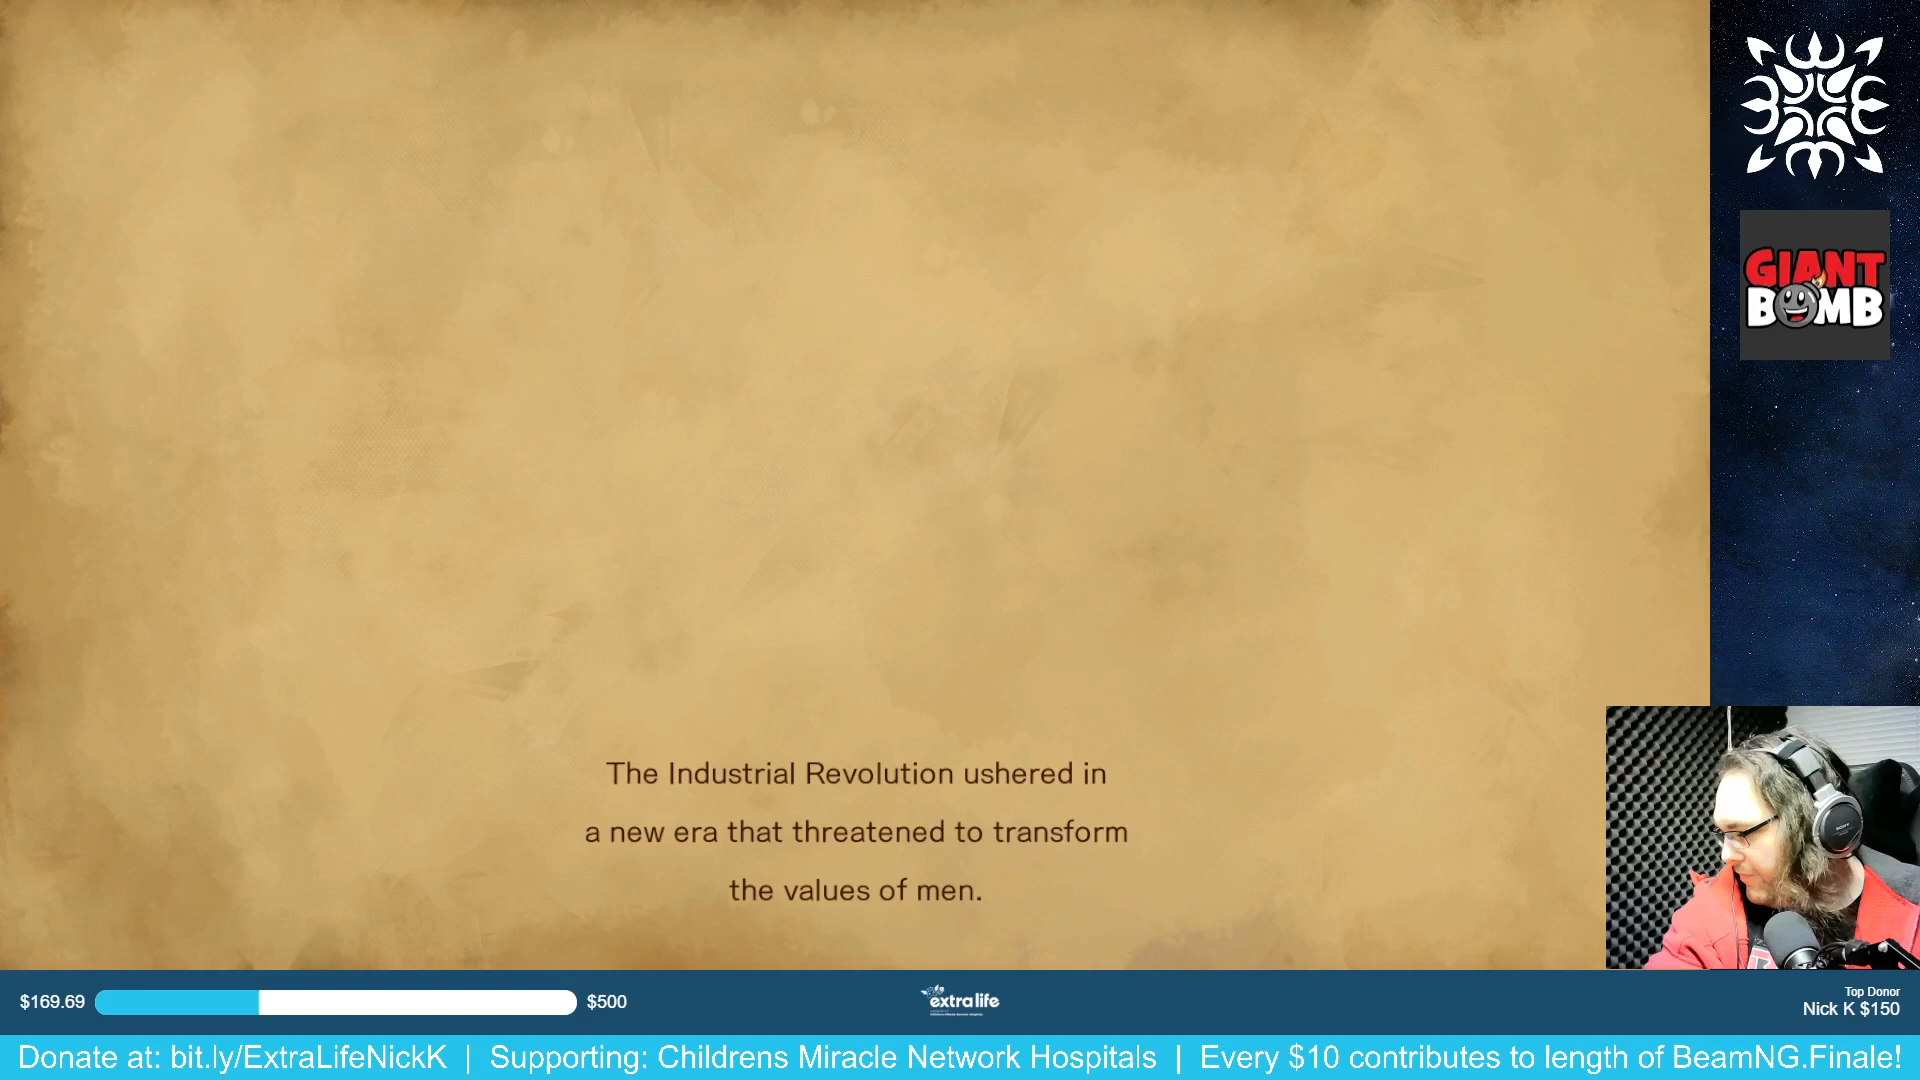 GIANT
BOMB
The Industrial Revolution ushered in
a new era that threatened to transform
the values of men.
SONY
$169.69
$500
extra life
Top Donor
Nick K $150
Donate at: bit.ly/ExtraLifeNickK | Supporting: Childrens Miracle Network Hospitals | Every $10 contributes to length of BeamNG.Finale!